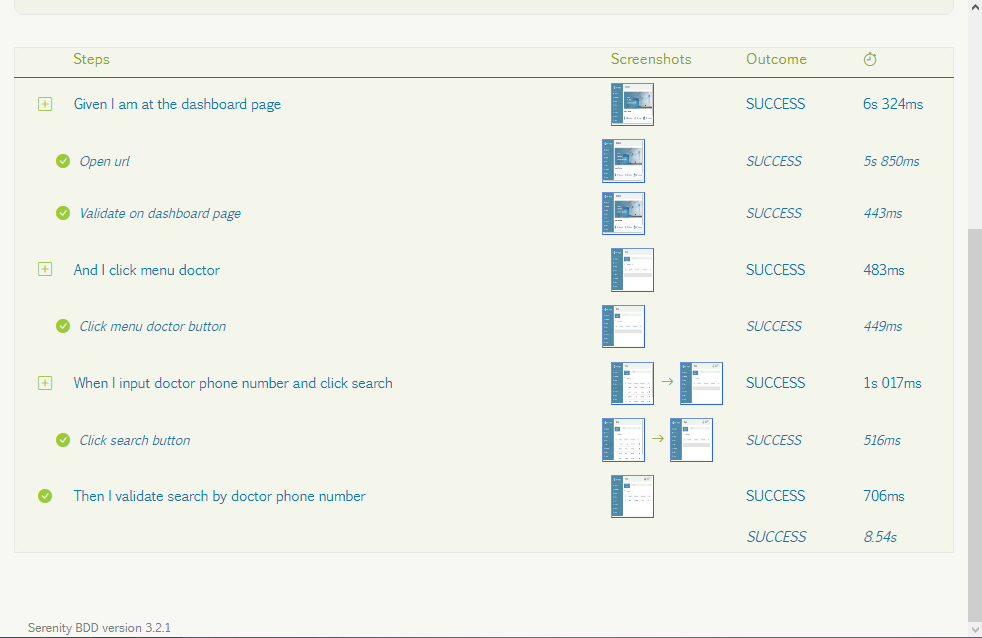 Steps Screenshots Outcome
Given I am at the dashboard page SUCCESS 6s 324ms
Open url SUCCESS 5s 850ms
Validate on dashboard page SUCCESS 443ms
And I click menu doctor SUCCESS 483ms
Click menu doctor button SUCCESS 449ms
When I input doctor phone number and click search SUCCESS 1s 017ms
Click search button SUCCESS 516ms
Then I validate search by doctor phone number SUCCESS 706ms
SUCCESS 8.54s
Serenity BDD version 3.2.1